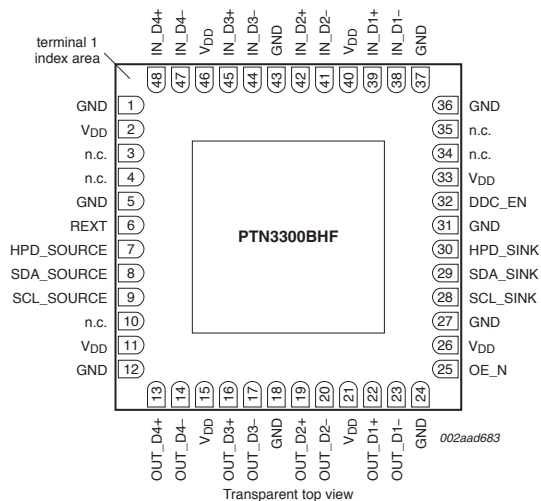 IN_D4+
IN_D4−
VDD
IN_D3+
IN_D3−
GND
IN_D2+
IN_D2−
VDD
IN_D1+
IN_D1−
GND
terminal 1
index area
48
47
46
45
44
43
42
41
40
39
38
37
GND 1
VDD 2
n.c. 3
n.c. 4
GND 5
REXT 6
HPD_SOURCE 7
SDA_SOURCE 8
SCL_SOURCE 9
n.c. 10
VDD 11
GND 12
PTN3300BHF
36 GND
35 n.c.
34 n.c.
33 VDD
32 DDC_EN
31 GND
30 HPD_SINK
29 SDA_SINK
28 SCL_SINK
27 GND
26 VDD
25 OE_N
13
14
15
16
17
18
19
20
21
22
23
24
OUT_D4+
OUT_D4−
VDD
OUT_D3+
OUT_D3−
GND
OUT_D2+
OUT_D2−
VDD
OUT_D1+
OUT_D1−
GND
002aad683
Transparent top view